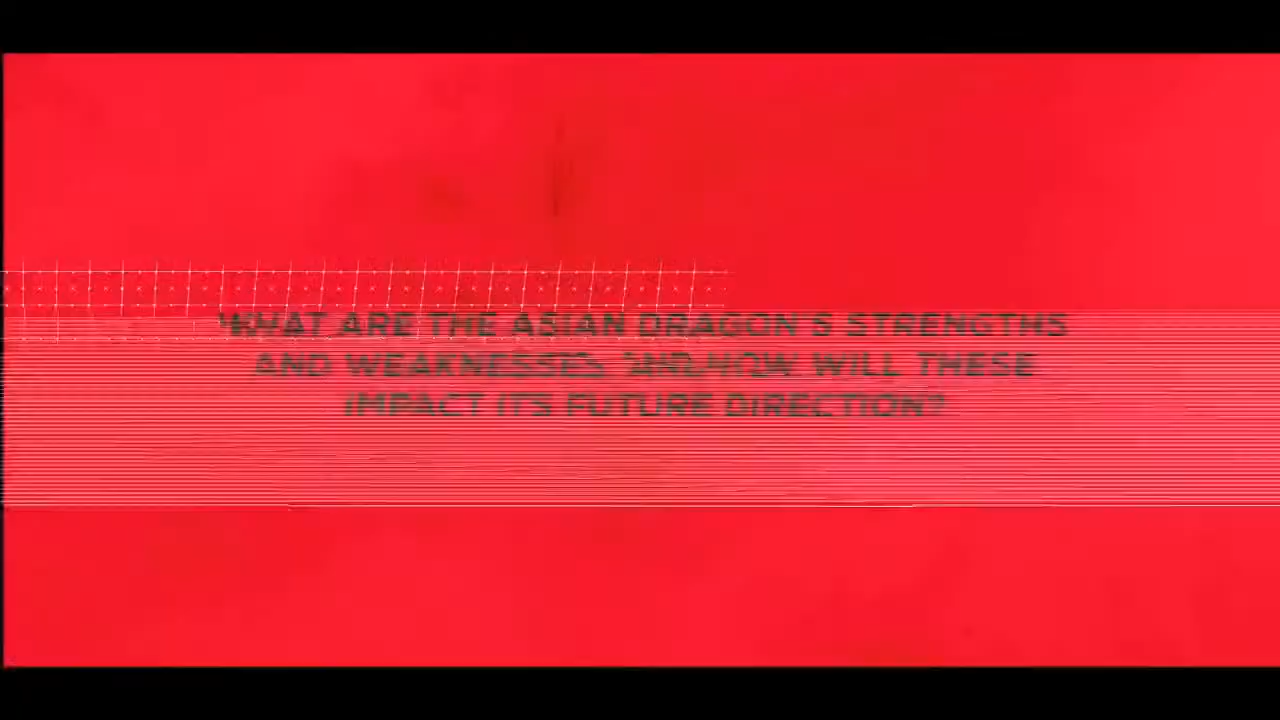 WHAT ARE THE ASIAN DRAGON'S STRENGTHS
AND WEAKNESSES, AND HOW WILL THESE
IMPACT ITS FUTURE DIRECTION?